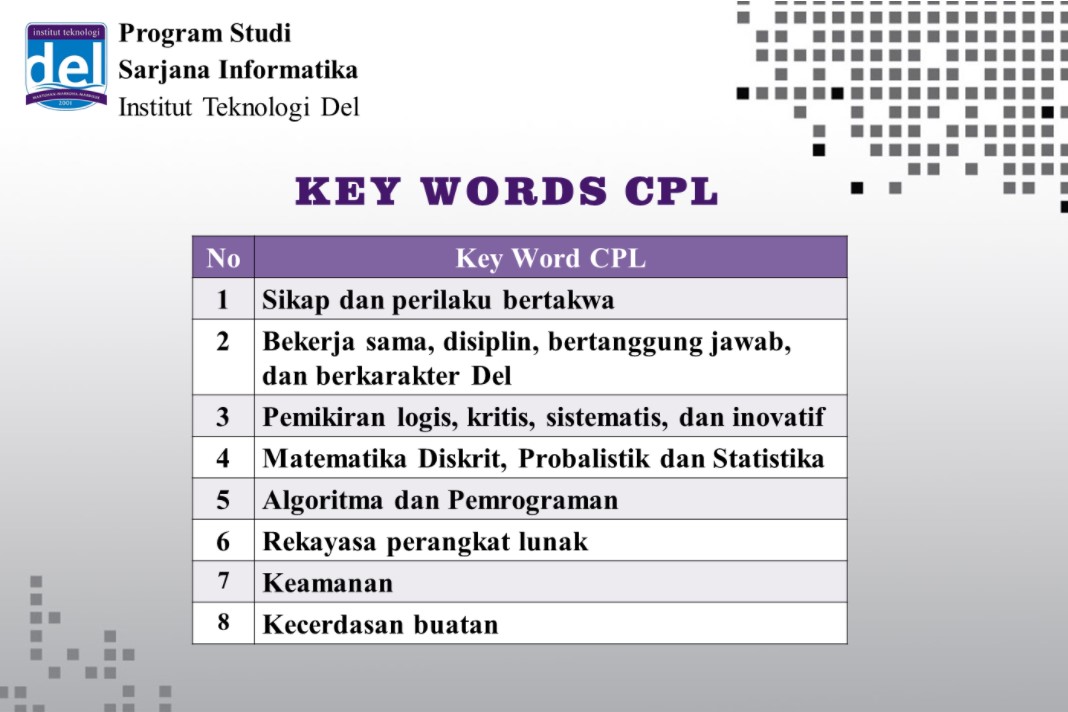 institut teknologi
del
MARTUHAN-MARROHA-MARBISUK
2001
Program Studi
Sarjana Informatika
Institut Teknologi Del
KEY WORDS CPL
No Key Word CPL
1 Sikap dan perilaku bertakwa
2 Bekerja sama, disiplin, bertanggung jawab,
dan berkarakter Del
3 Pemikiran logis, kritis, sistematis, dan inovatif
4 Matematika Diskrit, Probalistik dan Statistika
5 Algoritma dan Pemrograman
6 Rekayasa perangkat lunak
7 Keamanan
8 Kecerdasan buatan